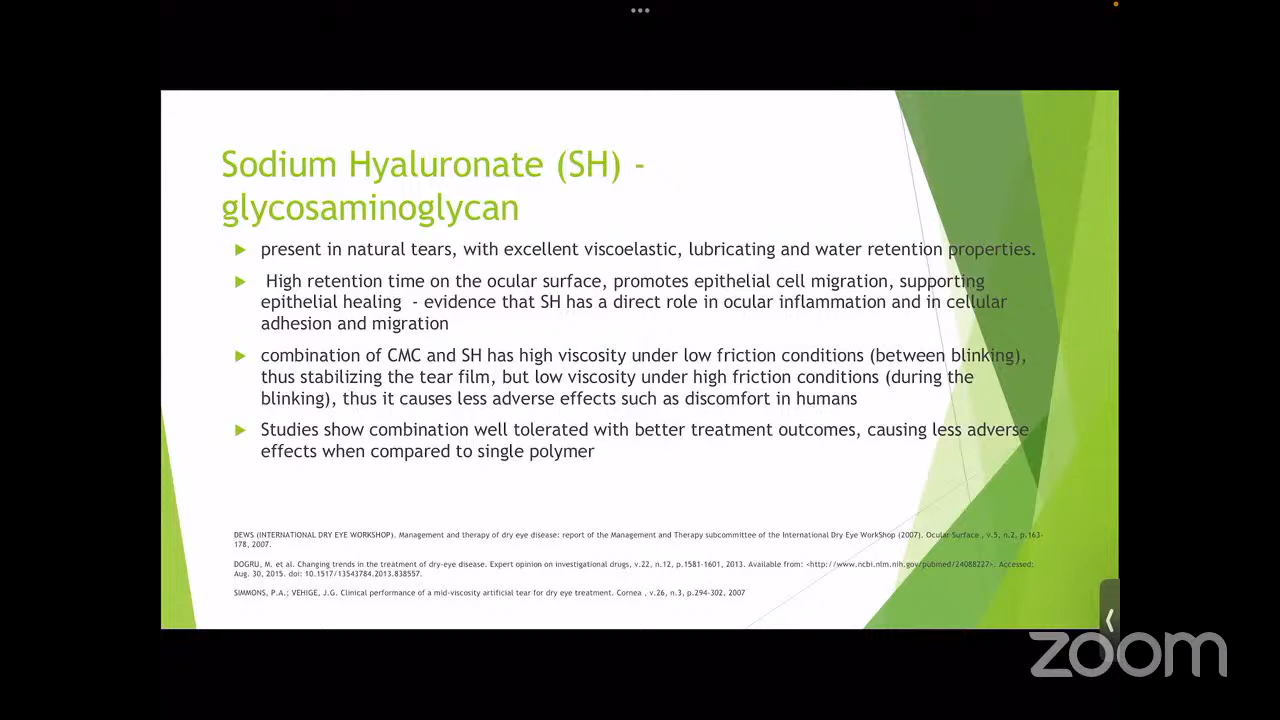 Sodium Hyaluronate (SH) -
glycosaminoglycan
present in natural tears, with excellent viscoelastic, lubricating and water retention properties.
High retention time on the ocular surface, promotes epithelial cell migration, supporting
epithelial healing - evidence that SH has a direct role in ocular inflammation and in cellular
adhesion and migration
combination of CMC and SH has high viscosity under low friction conditions (between blinking),
thus stabilizing the tear film, but low viscosity under high friction conditions (during the
blinking), thus it causes less adverse effects such as discomfort in humans
Studies show combination well tolerated with better treatment outcomes, causing less adverse
effects when compared to single polymer
DEWS (INTERNATIONAL DRY EYE WORKSHOP). Management and therapy of dry eye disease: report of the Management and Therapy subcommittee of the International Dry Eye WorkShop (2007). Ocular Surface , v.5, n.2, p.163-
178, 2007.
DOGRU, M. et al. Changing trends in the treatment of dry-eye disease. Expert opinion on investigational drugs, v.22, n.12, p.1581-1601, 2013. Available from: <http://www.ncbi.nlm.nih.gov/pubmed/24088227>. Accessed:
Aug. 30, 2015. doi: 10.1517/13543784.2013.838557.
SIMMONS, P.A.; VEHIGE, J.G. Clinical performance of a mid-viscosity artificial tear for dry eye treatment. Cornea , v.26, n.3, p.294-302, 2007
zoom